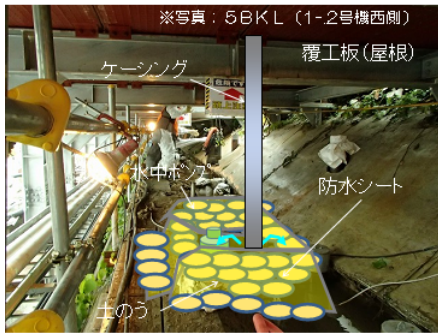 ※写真：５ＢＫＬ（1-.2号機西側）
覆工板（屋根）
ケーシング
水中ポンプ
防水シート
土のう